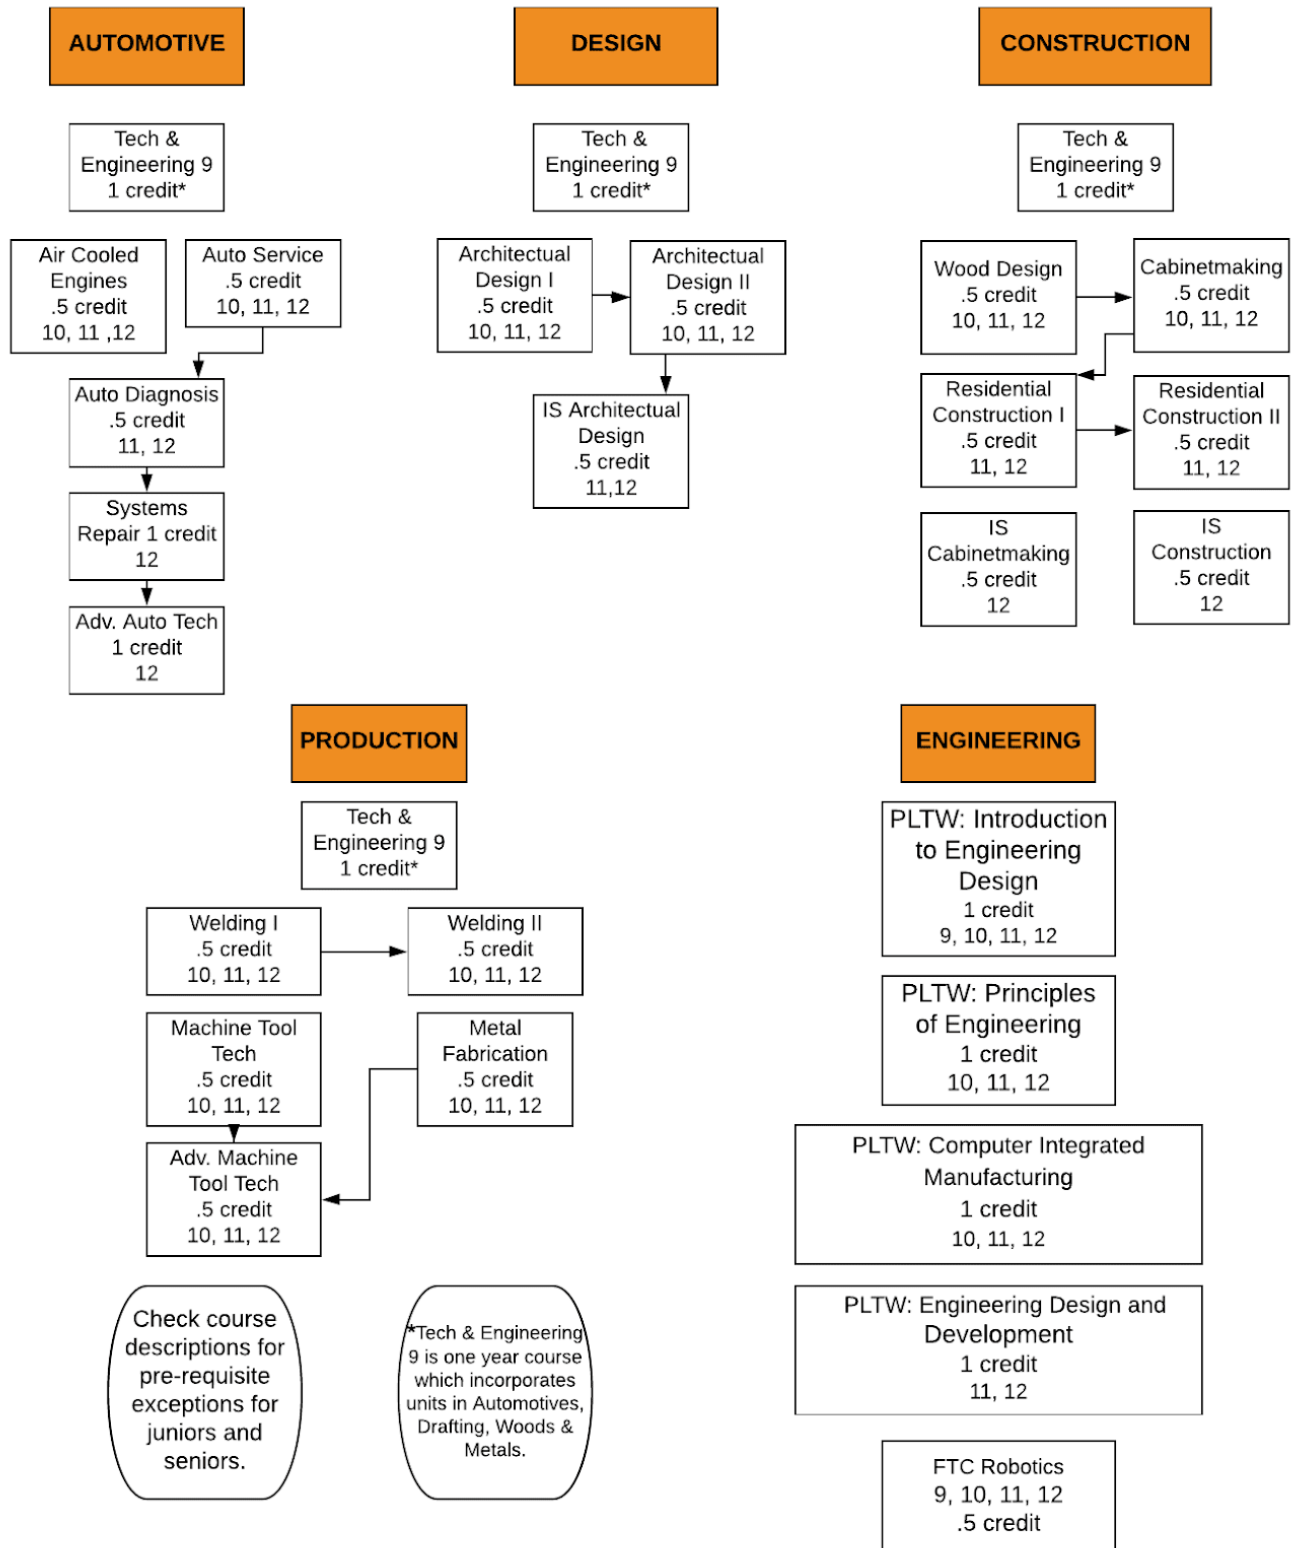 AUTOMOTIVE
Tech &
Engineering 9
1 credit*
Air Cooled
Engines
.5 credit
10, 11 ,12
Auto Service
.5 credit
10, 11, 12
Auto Diagnosis
.5 credit
11, 12
Systems
Repair 1 credit
12
Adv. Auto Tech
1 credit
12
DESIGN
Tech &
Engineering 9
1 credit*
Architectual
Design I
.5 credit
10, 11, 12
Architectual
Design II
.5 credit
10, 11, 12
IS Architectual
Design
.5 credit
11,12
CONSTRUCTION
Tech &
Engineering 9
1 credit*
Wood Design
.5 credit
10, 11, 12
Cabinetmaking
.5 credit
10, 11, 12
Residential
Construction I
.5 credit
11, 12
Residential
Construction II
.5 credit
11, 12
IS
Cabinetmaking
.5 credit
12
IS
Construction
.5 credit
12
PRODUCTION
Tech &
Engineering 9
1 credit*
Welding I
.5 credit
10, 11, 12
Welding II
.5 credit
10, 11, 12
Machine Tool
Tech
.5 credit
10, 11, 12
Metal
Fabrication
.5 credit
10, 11, 12
Adv. Machine
Tool Tech
.5 credit
10, 11, 12
Check course
descriptions for
pre-requisite
exceptions for
juniors and
seniors.
*Tech & Engineering
9 is one year course
which incorporates
units in Automotives,
Drafting, Woods &
Metals.
ENGINEERING
PLTW: Introduction
to Engineering
Design
1 credit
9, 10, 11, 12
PLTW: Principles
of Engineering
1 credit
10, 11, 12
PLTW: Computer Integrated
Manufacturing
1 credit
10, 11, 12
PLTW: Engineering Design and
Development
1 credit
11, 12
FTC Robotics
9, 10, 11, 12
.5 credit